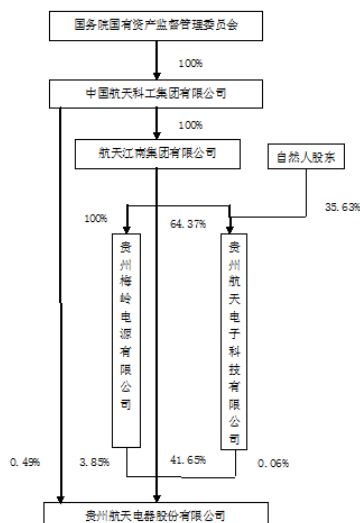 国务院国有资产监督管理委员会
100%
中国航天科工集团有限公司
100%
航天江南集团有限公司
自然人股东
100%
64.37%
35.63%
贵州梅岭电源有限公司
贵州航天电子科技有限公司
0.49%
3.85%
41.65%
0.06%
贵州航天电器股份有限公司